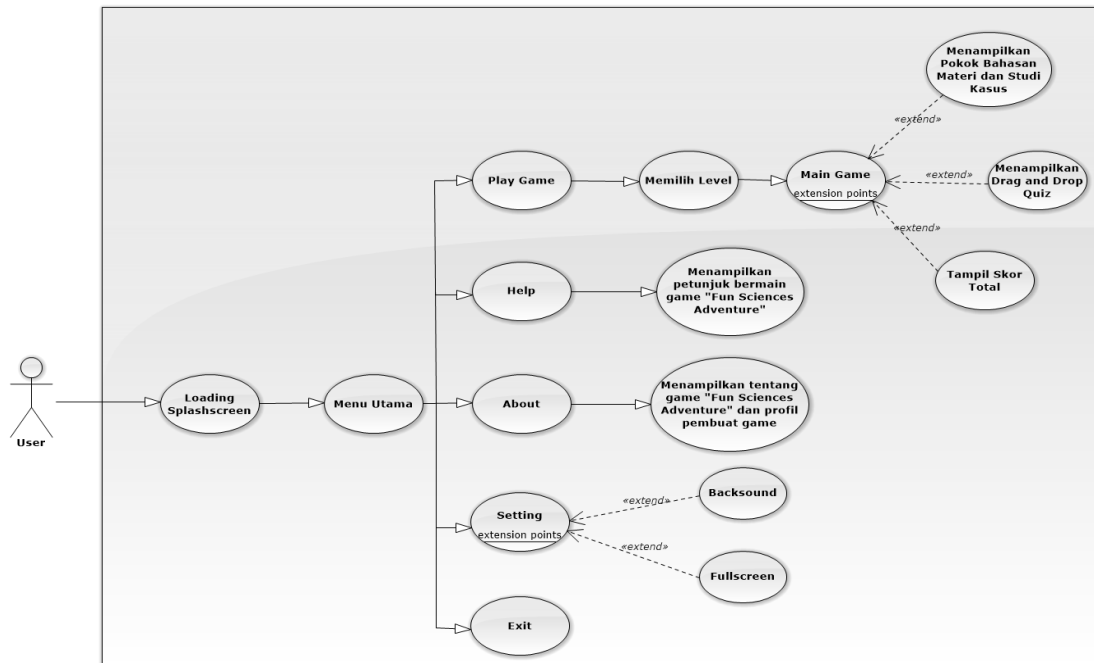 Menampilkan
Pokok Bahasan
Materi dan Studi
Kasus
«extend»
Play Game
Memilih Level
Main Game
extension points
«extend»
Menampilkan
Drag and Drop
Quiz
«extend»
Tampil Skor
Total
Help
Menampilkan
petunjuk bermain
game "Fun Sciences
Adventure"
User
Loading
Splashscreen
Menu Utama
About
Menampilkan tentang
game "Fun Sciences
Adventure" dan profil
pembuat game
Setting
extension points
«extend»
Backsound
«extend»
Fullscreen
Exit